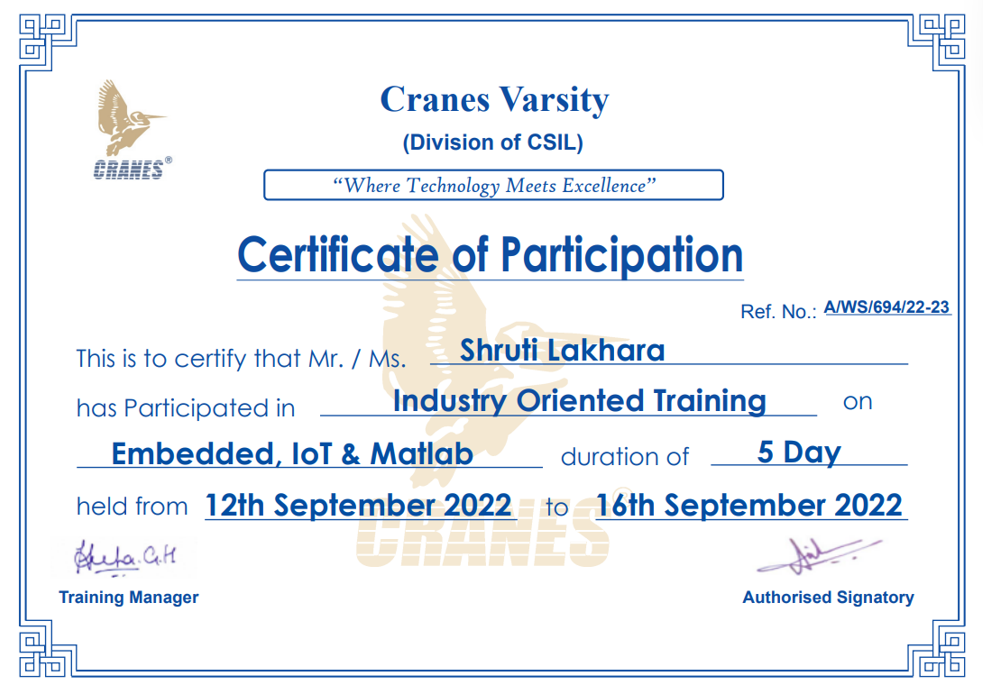 Cranes Varsity
CRANES®
(Division of CSIL)
“Where Technology Meets Excellence”
Certificate of Participation
Ref. No.: A/WS/694/22-23
This is to certify that Mr. / Ms. Shruti Lakhara
has Participated in Industry Oriented Training on
Embedded, IoT & Matlab duration of 5 Day
held from 12th September 2022 to 16th September 2022
CRANES®
G.H
Training Manager
Authorised Signatory